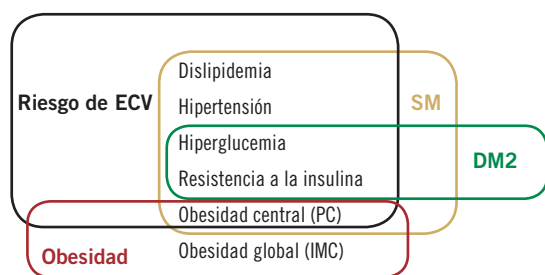 Dislipidemia
Riesgo de ECV
Hipertensión
SM
Hiperglucemia
DM2
Resistencia a la insulina
Obesidad central (PC)
Obesidad
Obesidad global (IMC)